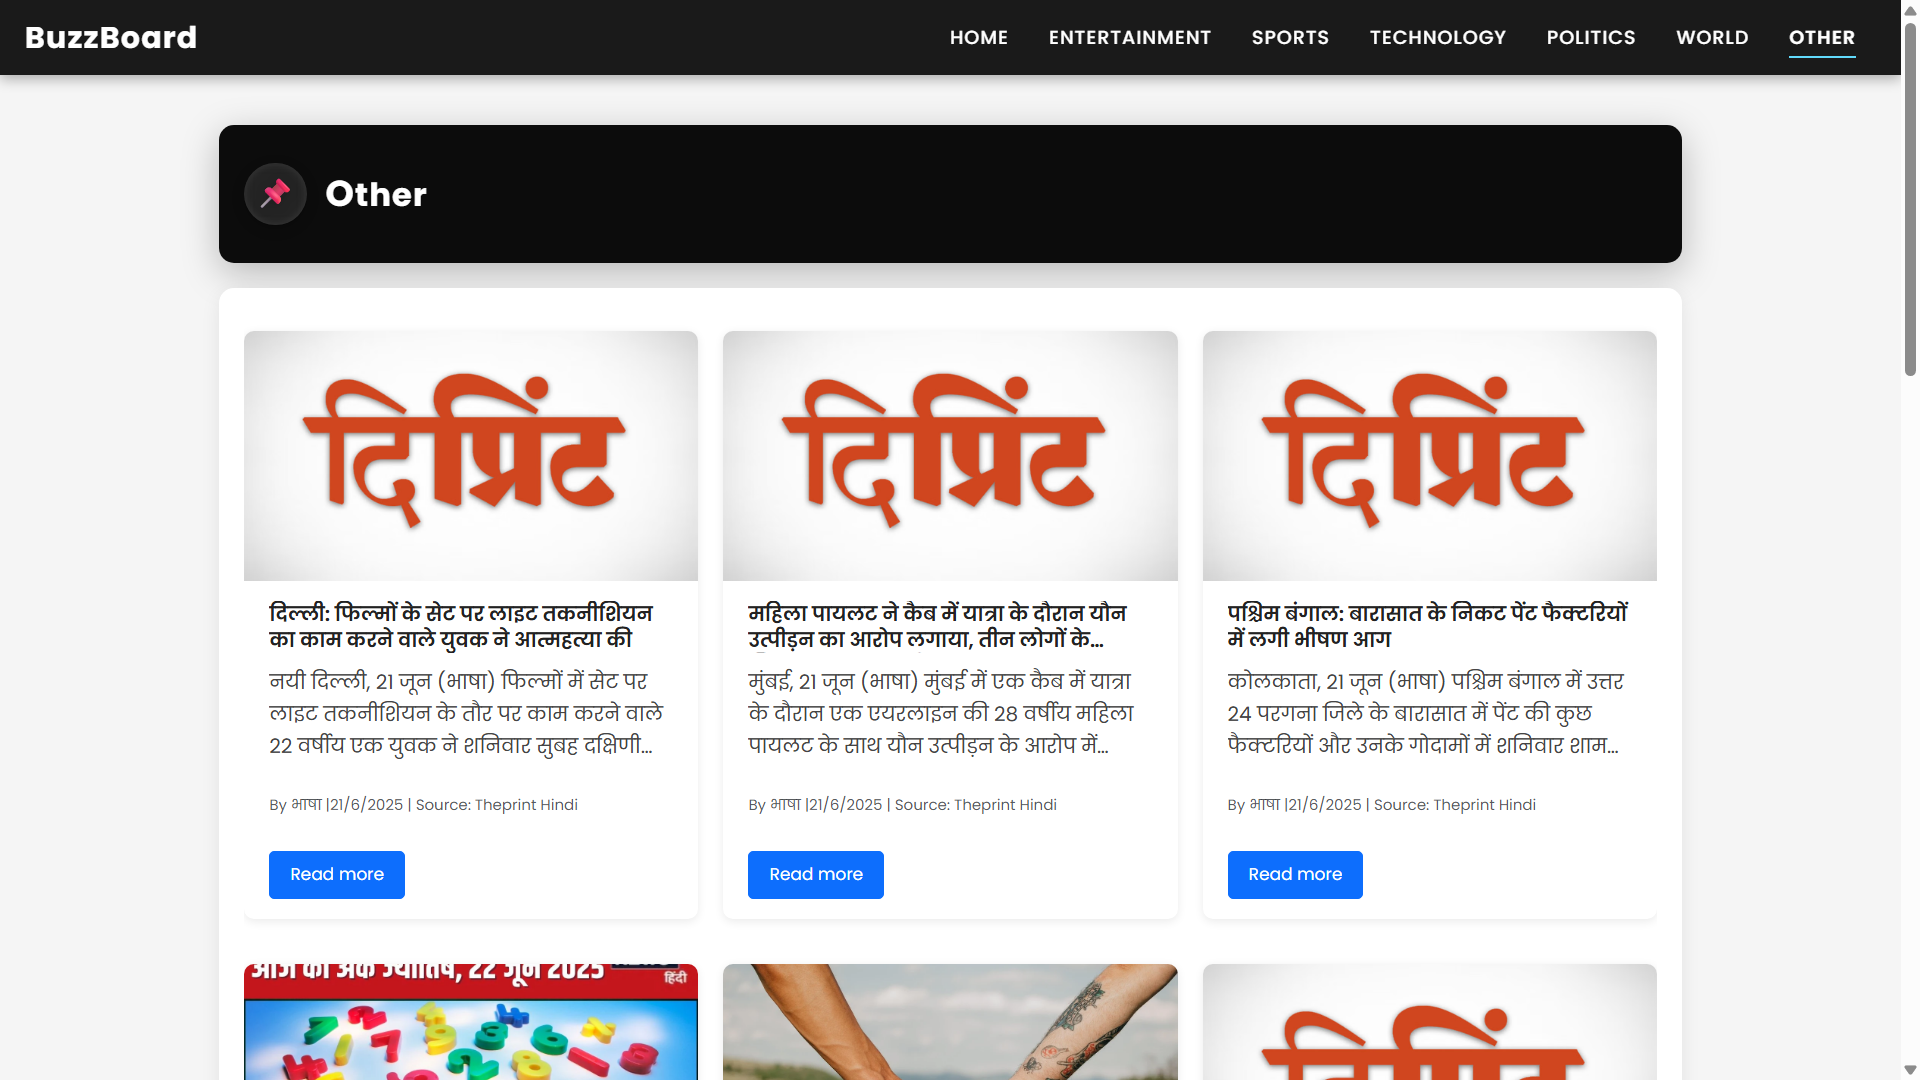 BuzzBoard
HOME ENTERTAINMENT SPORTS TECHNOLOGY POLITICS WORLD OTHER
Other
दिप्रिंट
दिप्रिंट
दिप्रिंट
दिल्ली: फिल्मों के सेट पर लाइट तकनीशियन
का काम करने वाले युवक ने आत्महत्या की
नयी दिल्ली, 21 जून (भाषा) फिल्मों में सेट पर
लाइट तकनीशियन के तौर पर काम करने वाले
22 वर्षीय एक युवक ने शनिवार सुबह दक्षिणी...
By भाषा |21/6/2025 | Source: Theprint Hindi
Read more
महिला पायलट ने कैब में यात्रा के दौरान यौन
उत्पीड़न का आरोप लगाया, तीन लोगों के...
मुंबई, 21 जून (भाषा) मुंबई में एक कैब में यात्रा
के दौरान एक एयरलाइन की 28 वर्षीय महिला
पायलट के साथ यौन उत्पीड़न के आरोप में...
By भाषा |21/6/2025 | Source: Theprint Hindi
Read more
पश्चिम बंगाल: बारासात के निकट पेंट फैक्टरियों
में लगी भीषण आग
कोलकाता, 21 जून (भाषा) पश्चिम बंगाल में उत्तर
24 परगना जिले के बारासात में पेंट की कुछ
फैक्टरियों और उनके गोदामों में शनिवार शाम...
By भाषा |21/6/2025 | Source: Theprint Hindi
Read more
आज का अंक ज्योतिष, 22 जून 2025
हिंदी